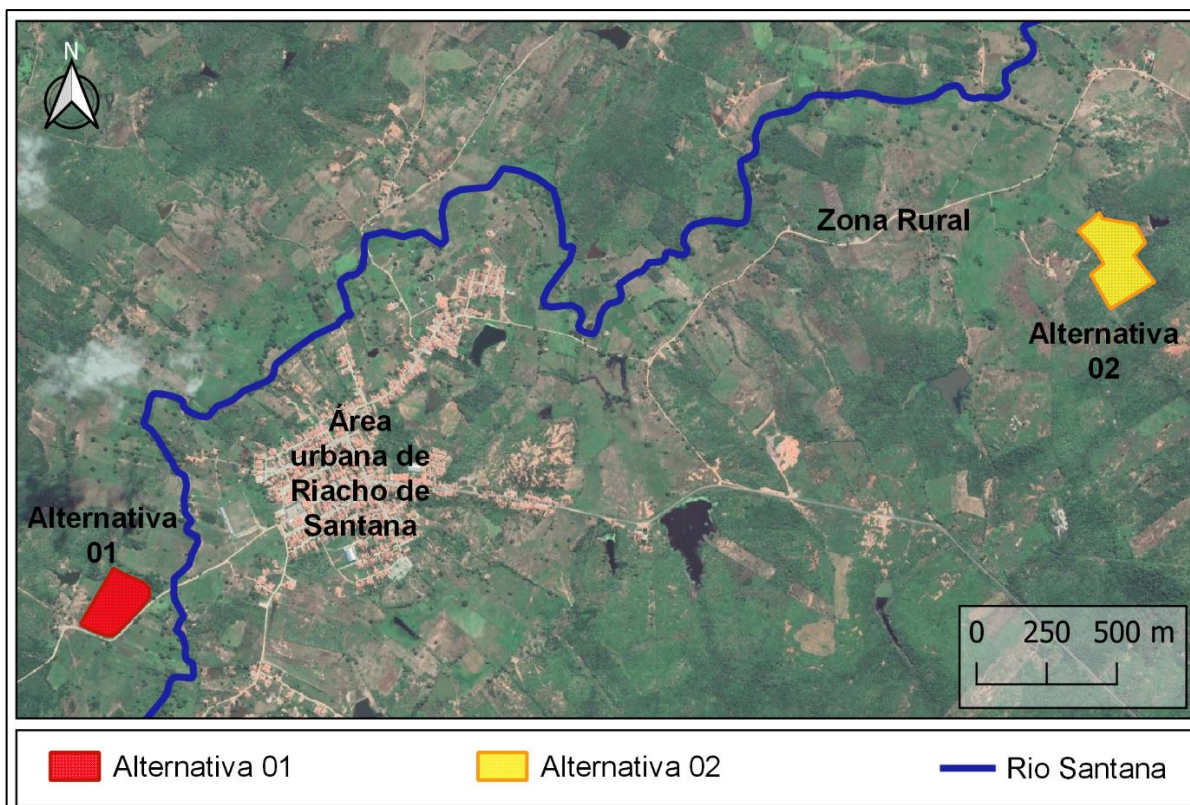 N
Zona Rural
Alternativa
02
Área
urbana de
Riacho de
Santana
Alternativa
01
0 250 500 m
Alternativa 01 Alternativa 02 Rio Santana